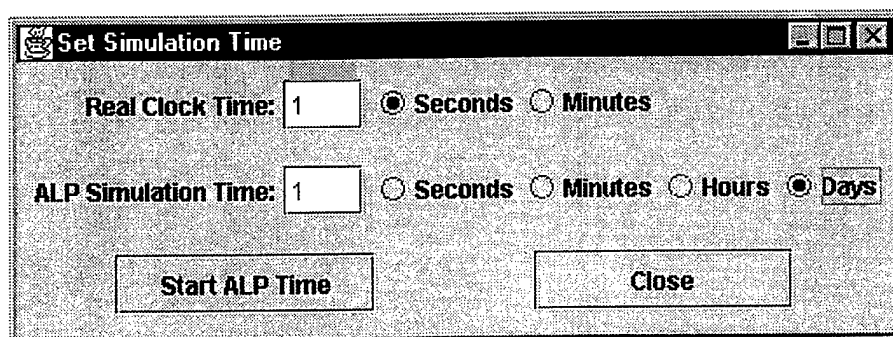 Set Simulation Time
Real Clock Time: 1 Seconds Minutes
ALP Simulation Time: 1 Seconds Minutes Hours Days
Start ALP Time Close